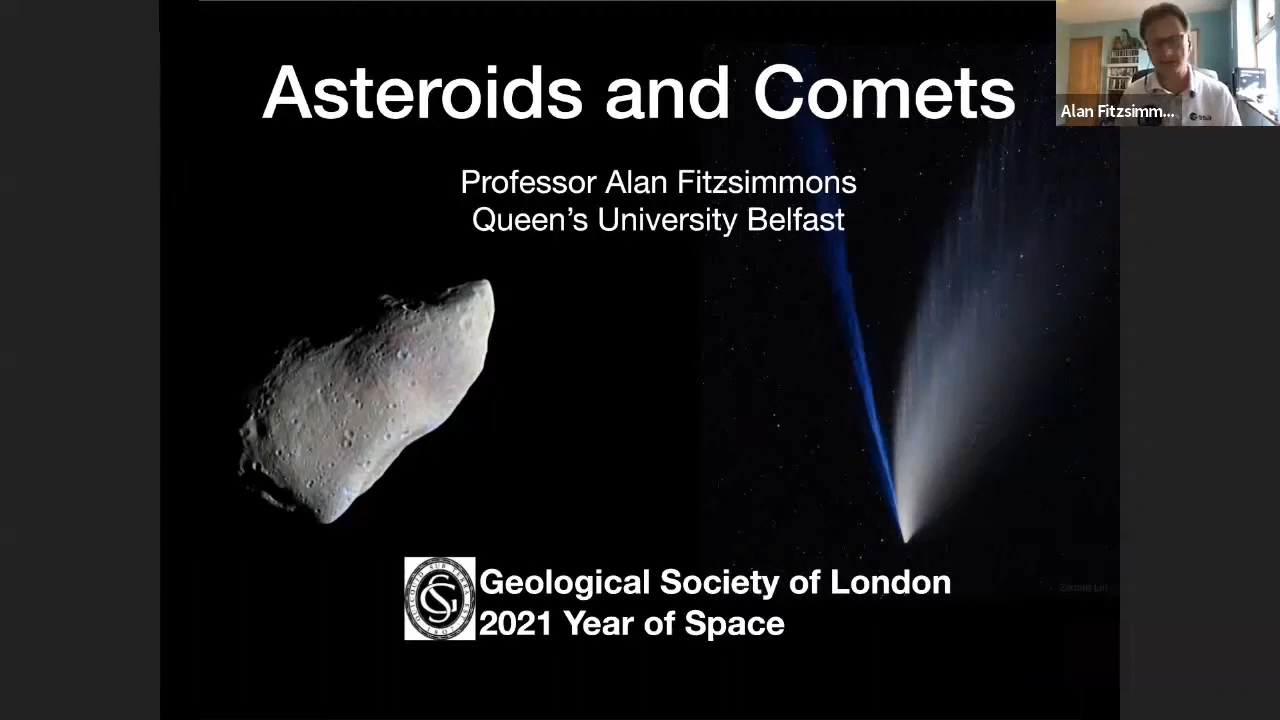 Asteroids and Comets
Alan Fitzsimm...
Professor Alan Fitzsimmons
Queen's University Belfast
Geological Society of London
2021 Year of Space